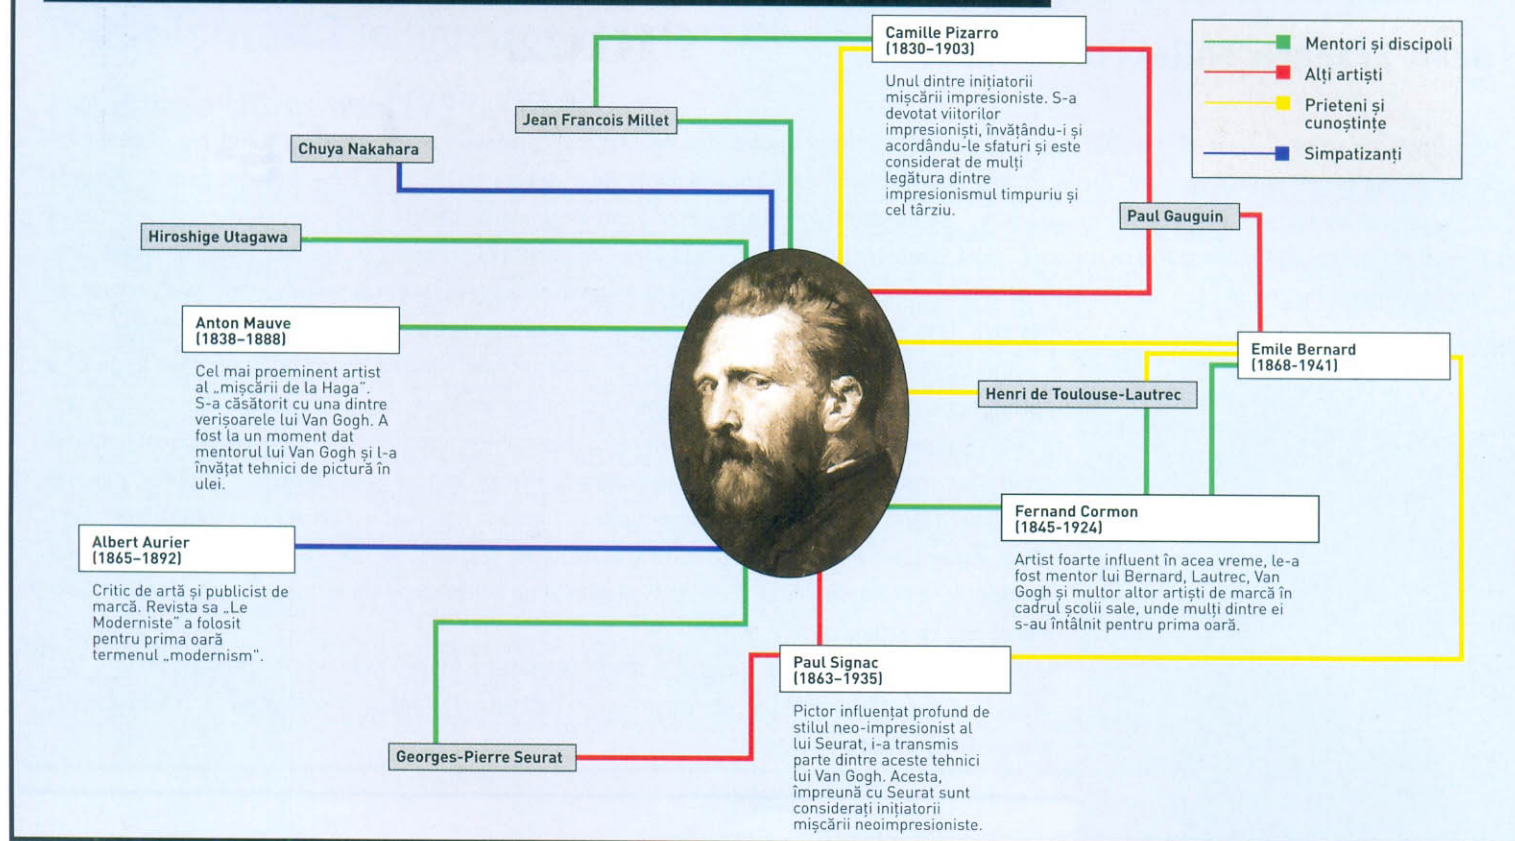 Camille Pizarro
(1830–1903)
Unul dintre inițiatorii
mișcării impresioniste. S-a
devotat viitorilor
impresioniști, învățându-i și
acordându-le sfaturi și este
considerat de mulți
legătura dintre
impresionismul timpuriu și
cel târziu.
Mentori și discipoli
Alți artiști
Prieteni și
cunoștințe
Simpatizanți
Jean Francois Millet
Chuya Nakahara
Paul Gauguin
Hiroshige Utagawa
Anton Mauve
(1838–1888)
Cel mai proeminent artist
al „mișcării de la Haga”.
S-a căsătorit cu una dintre
verișoarele lui Van Gogh. A
fost la un moment dat
mentorul lui Van Gogh și l-a
învățat tehnici de pictură în
ulei.
Emile Bernard
(1868-1941)
Henri de Toulouse-Lautrec
Fernand Cormon
(1845-1924)
Artist foarte influent în acea vreme, le-a
fost mentor lui Bernard, Lautrec, Van
Gogh și multor altor artiști de marcă în
cadrul școlii sale, unde mulți dintre ei
s-au întâlnit pentru prima oară.
Albert Aurier
(1865–1892)
Critic de artă și publicist de
marcă. Revista sa „Le
Moderniste” a folosit
pentru prima oară
termenul „modernism”.
Paul Signac
(1863–1935)
Pictor influențat profund de
stilul neo-impresionist al
lui Seurat, i-a transmis
parte dintre aceste tehnici
lui Van Gogh. Acesta,
împreună cu Seurat sunt
considerați inițiatorii
mișcării neoimpresioniste.
Georges-Pierre Seurat